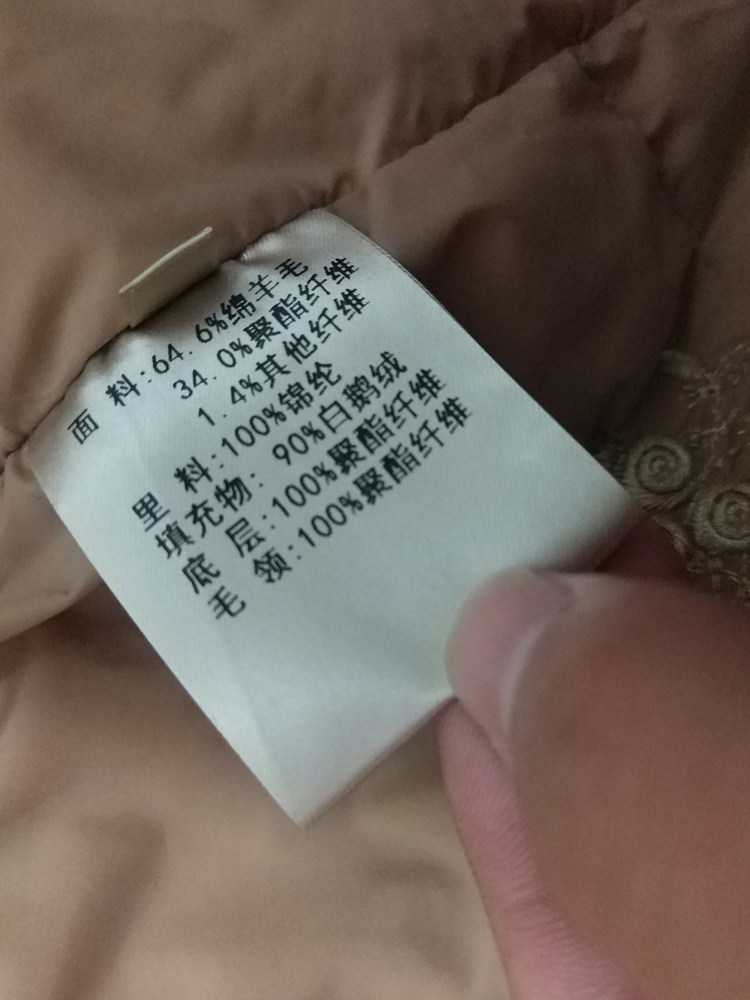 面 料:64.6%绵羊毛
34.0%聚酯纤维
1.4%其他纤维
里 料:100%锦纶
填充物: 90%白鹅绒
底 层:100%聚酯纤维
毛 领:100%聚酯纤维